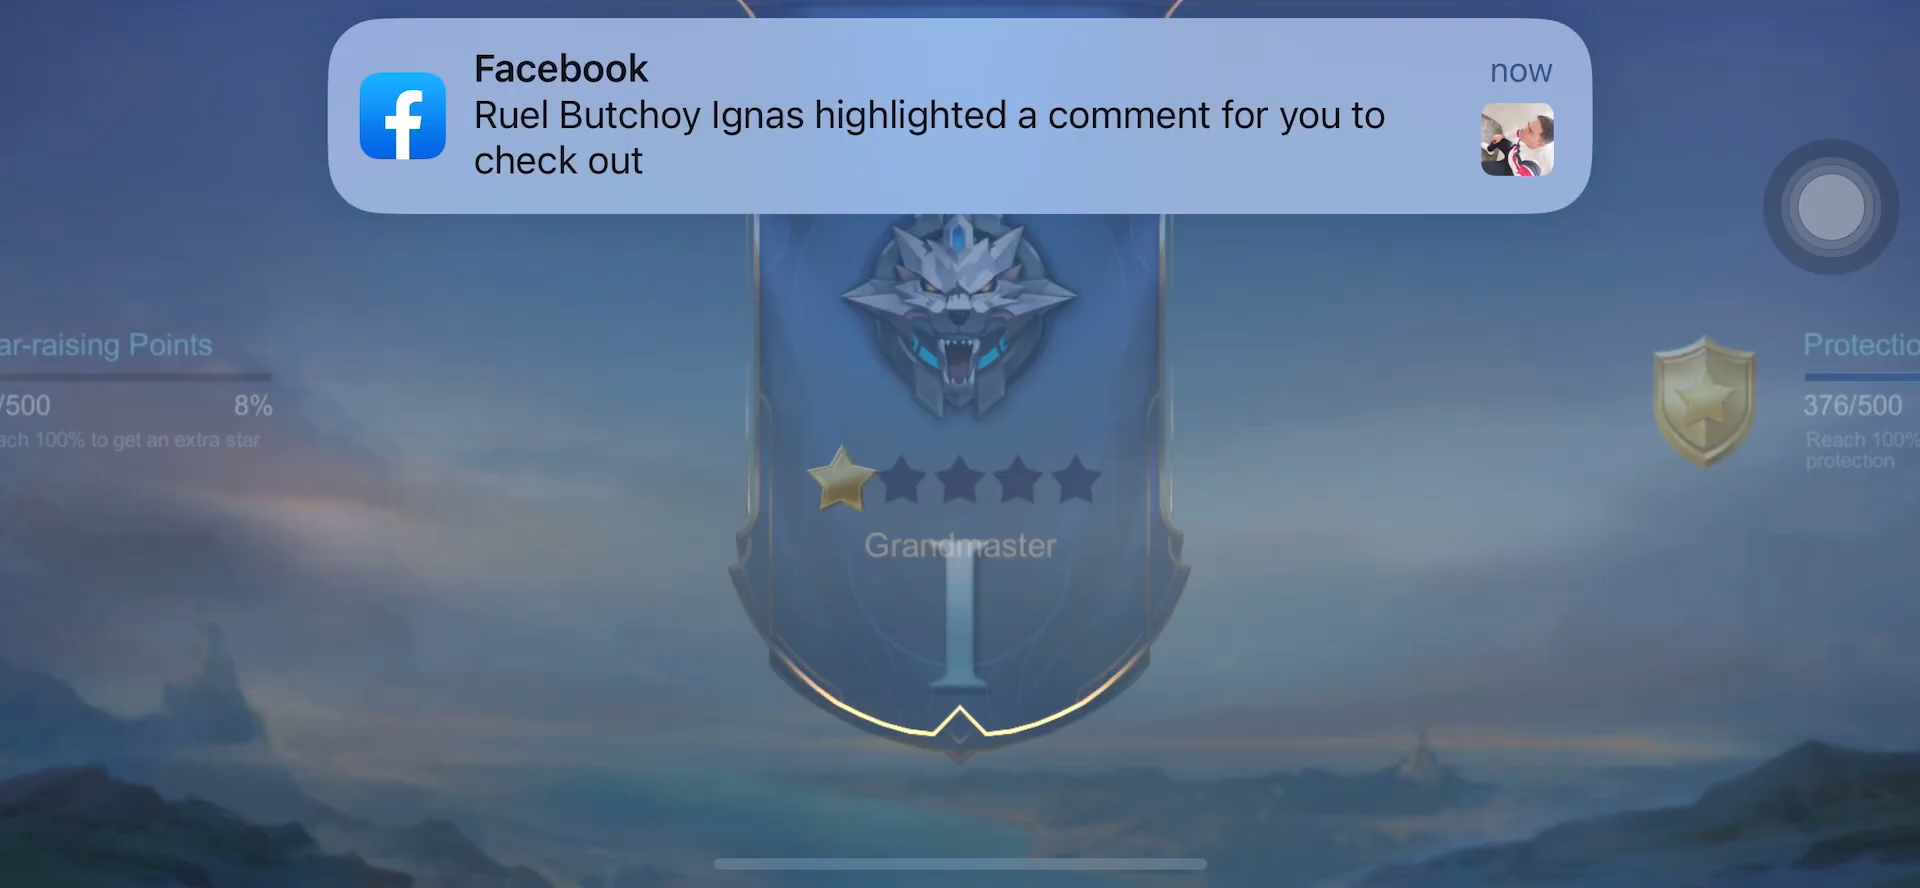 Facebook
now
Ruel Butchoy Ignas highlighted a comment for you to
check out
ar-raising Points
/500
8%
ach 100% to get an extra star
Grandmaster
I
Protectio
376/500
Reach 100%
protection